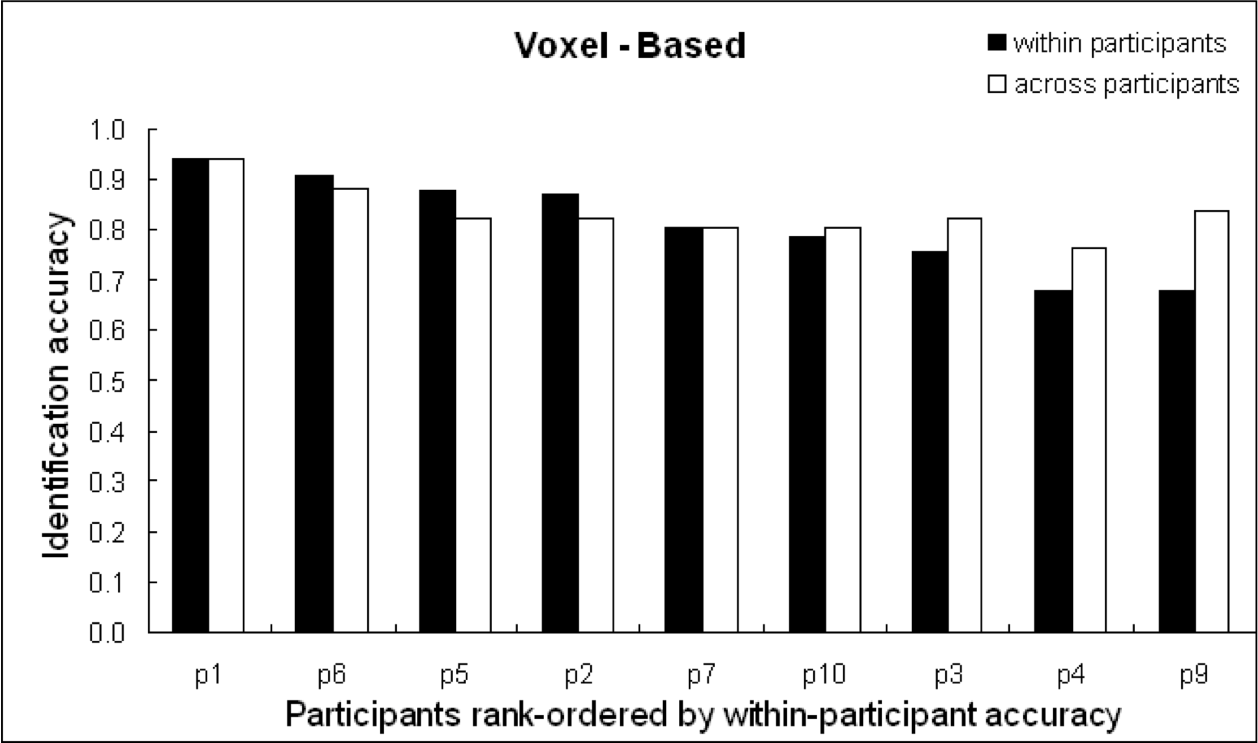 Voxel - Based
within participants
across participants
1.0
0.9
0.8
0.7
0.6
0.5
0.4
0.3
0.2
0.1
0.0
Identification accuracy
p1 p6 p5 p2 p7 p10 p3 p4 p9
Participants rank-ordered by within-participant accuracy